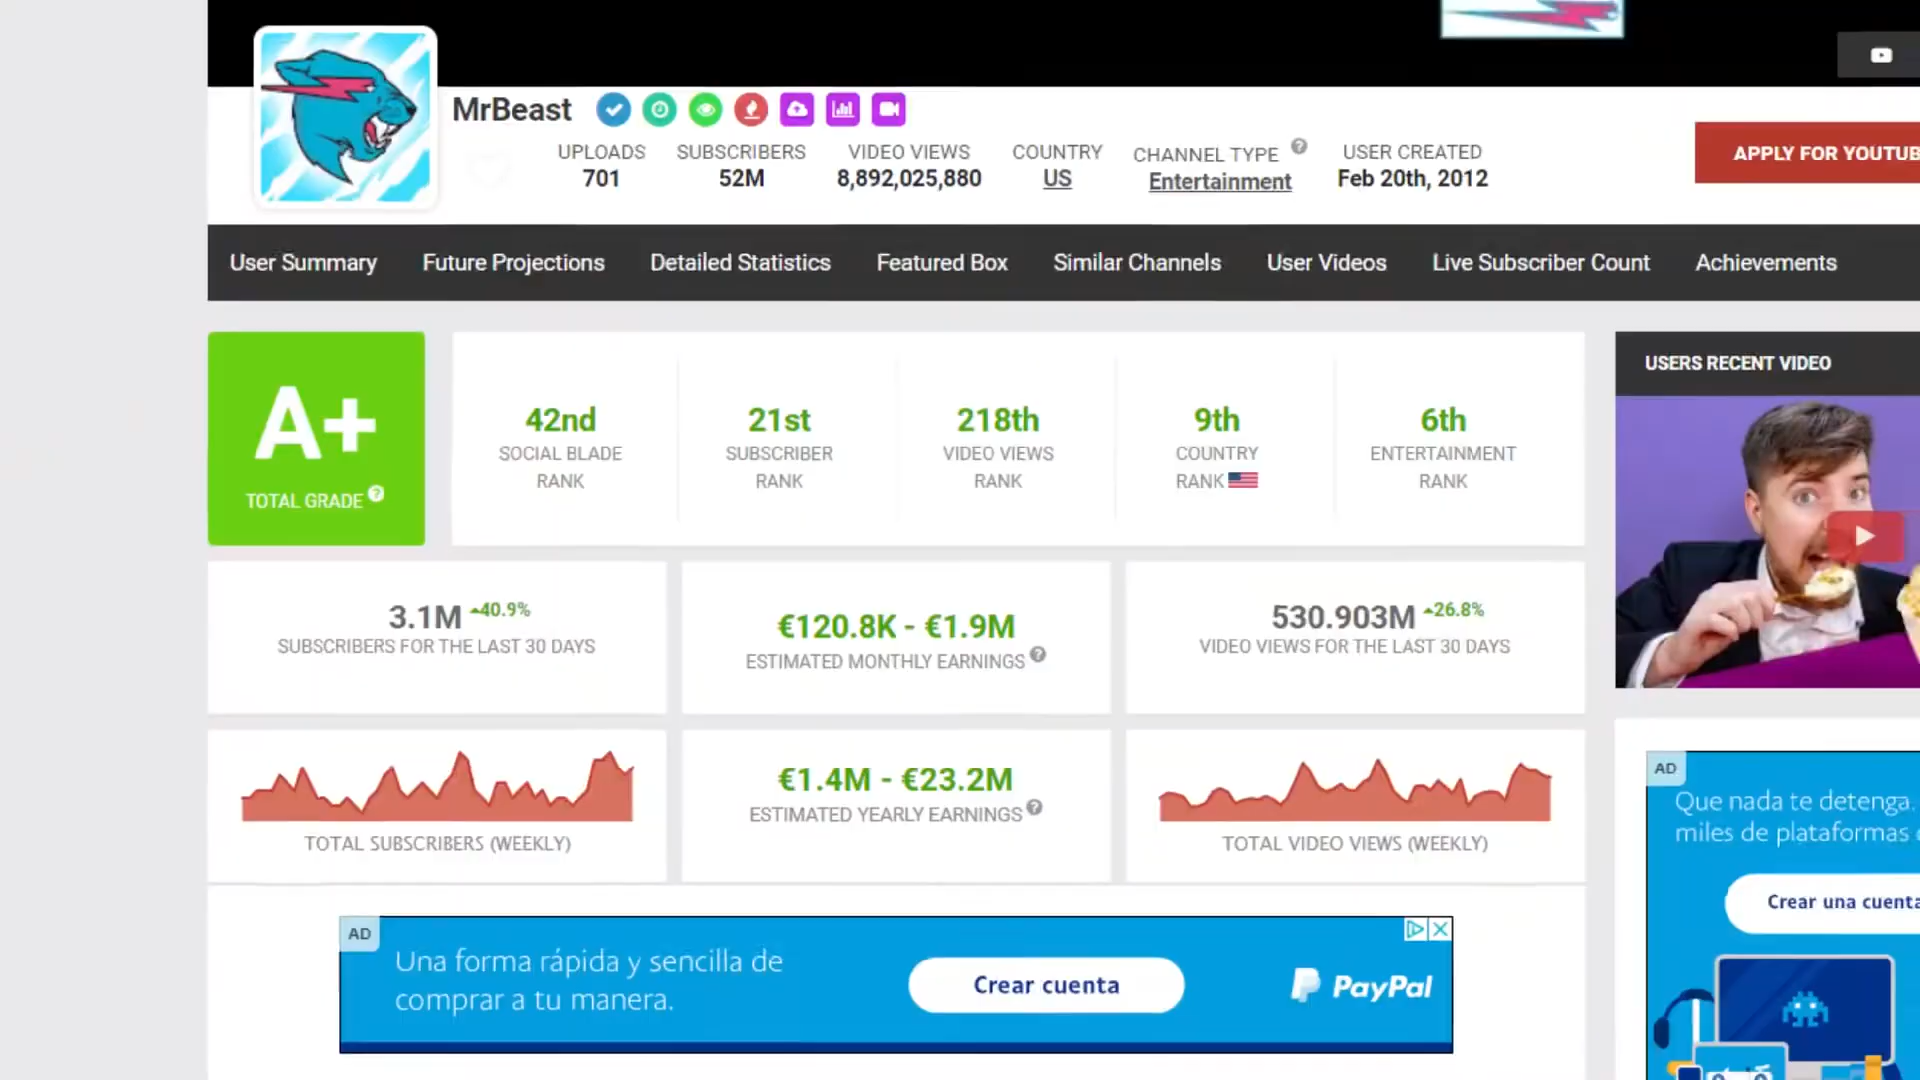 MrBeast
UPLOADS
701
SUBSCRIBERS
52M
VIDEO VIEWS
8,892,025,880
COUNTRY
US
CHANNEL TYPE
Entertainment
USER CREATED
Feb 20th, 2012
APPLY FOR YOUTUB
User Summary
Future Projections
Detailed Statistics
Featured Box
Similar Channels
User Videos
Live Subscriber Count
Achievements
A+
TOTAL GRADE
42nd
SOCIAL BLADE
RANK
21st
SUBSCRIBER
RANK
218th
VIDEO VIEWS
RANK
9th
COUNTRY
RANK
6th
ENTERTAINMENT
RANK
USERS RECENT VIDEO
3.1M 40.9%
SUBSCRIBERS FOR THE LAST 30 DAYS
€120.8K - €1.9M
ESTIMATED MONTHLY EARNINGS
530.903M 26.8%
VIDEO VIEWS FOR THE LAST 30 DAYS
TOTAL SUBSCRIBERS (WEEKLY)
€1.4M - €23.2M
ESTIMATED YEARLY EARNINGS
TOTAL VIDEO VIEWS (WEEKLY)
AD
Que nada te detenga.
miles de plataformas
Crear una cuenta
AD
Una forma rápida y sencilla de
comprar a tu manera.
Crear cuenta
PayPal